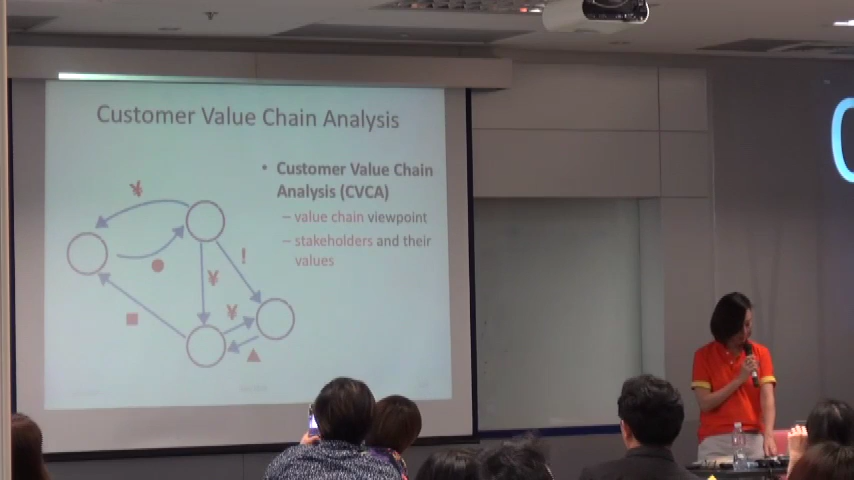 Customer Value Chain Analysis
• Customer Value Chain
Analysis (CVCA)
– value chain viewpoint
– stakeholders and their
values
¥
!
¥
¥